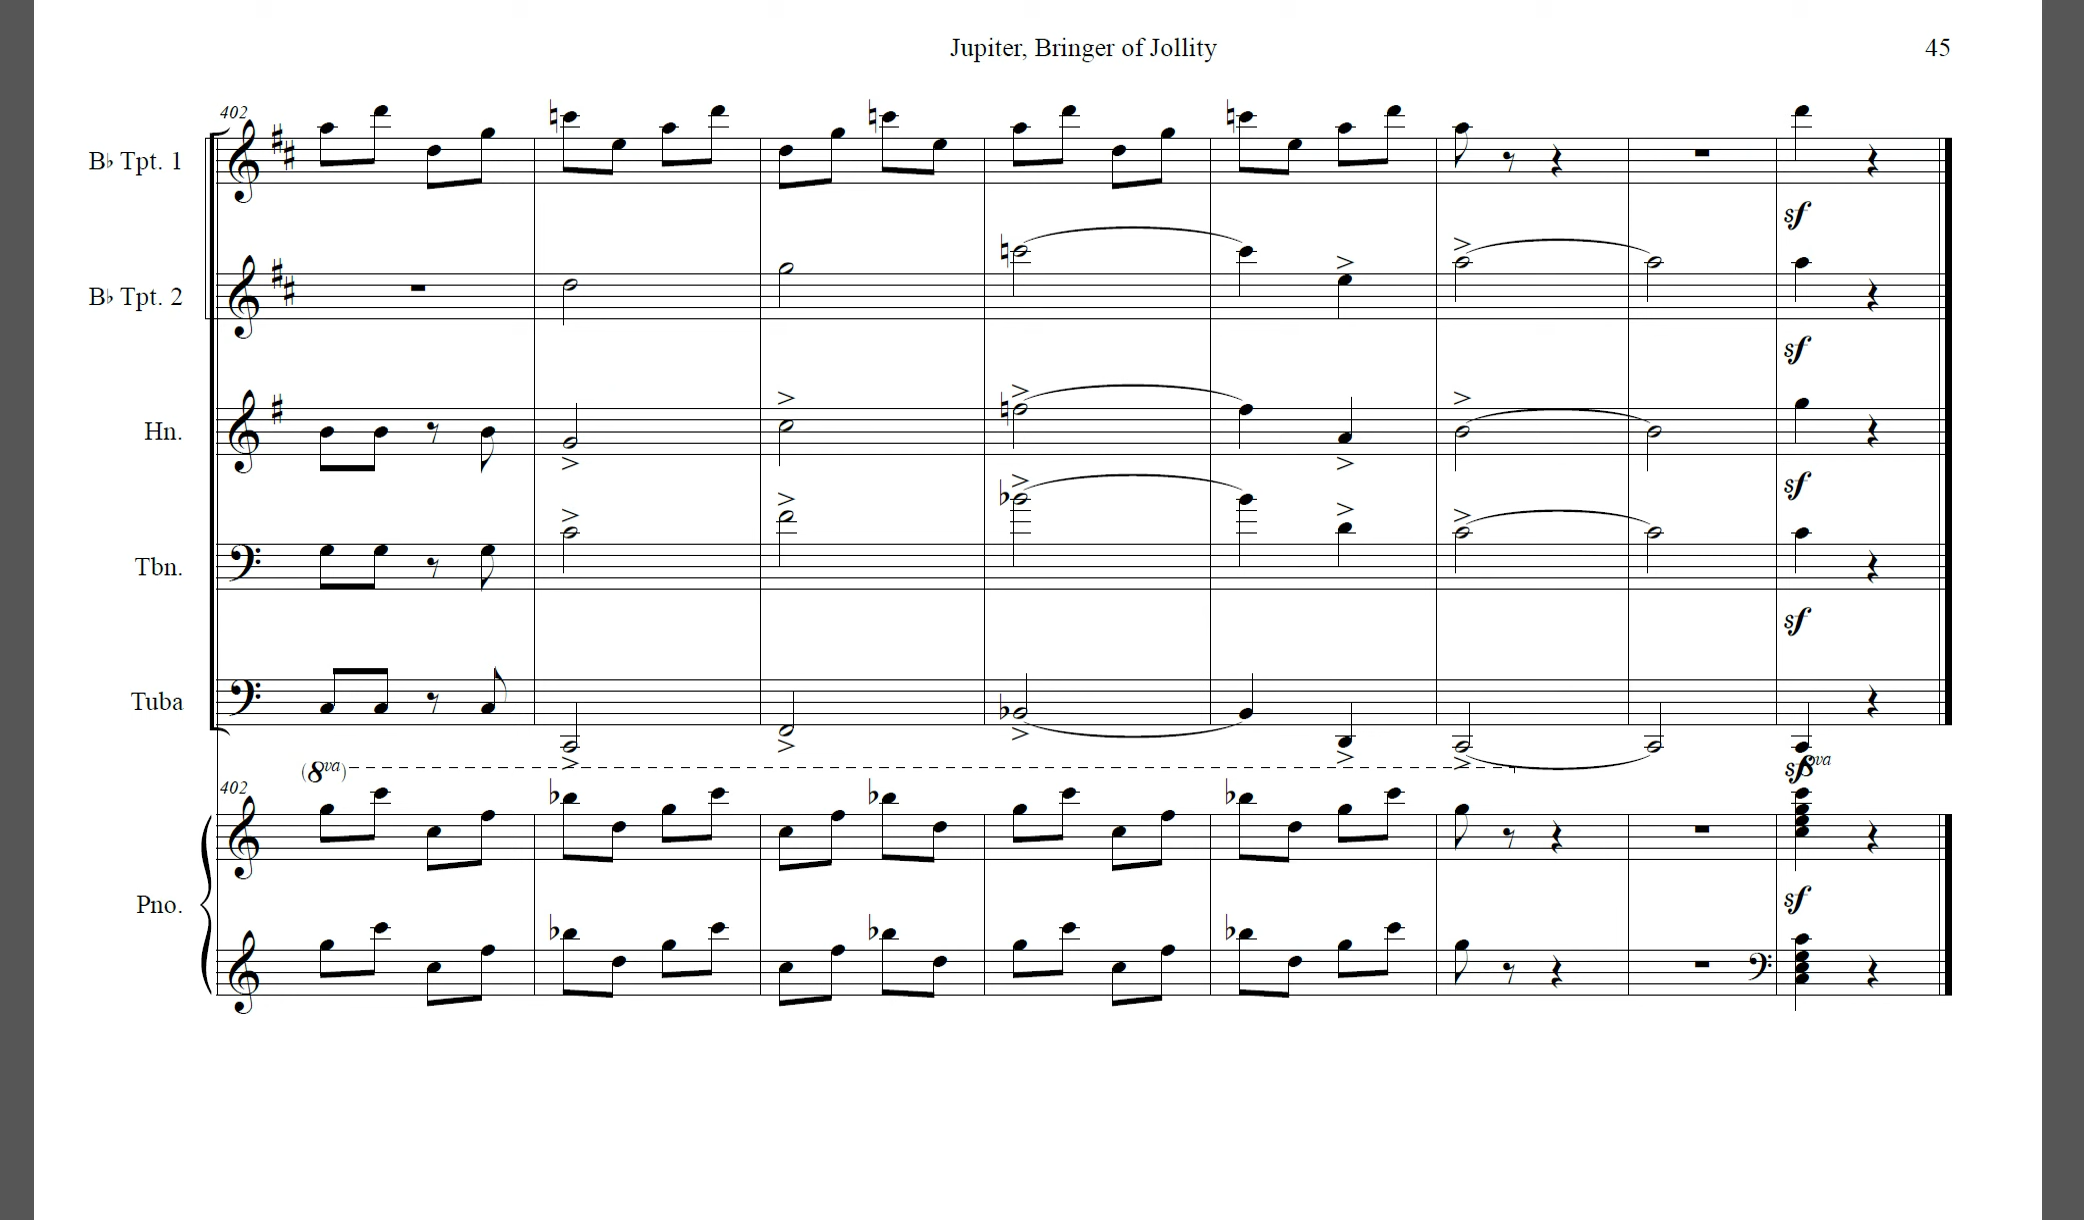 Jupiter, Bringer of Jollity
45
402
B♭ Tpt. 1
sf
B♭ Tpt. 2
sf
Hn.
sf
Tbn.
sf
Tuba
sf
(8va)
8va
402
Pno.
sf